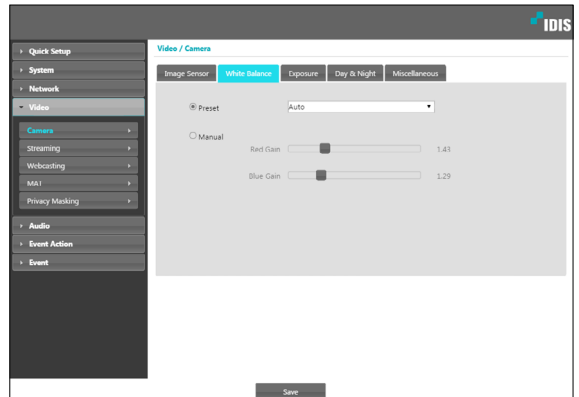 IDIS
Quick Setup
System
Network
Video
Camera
Streaming
Webcasting
MAT
Privacy Masking
Audio
Event Action
Event
Video / Camera
Image Sensor White Balance Exposure Day & Night Miscellaneous
Preset Auto
Manual
Red Gain 1.43
Blue Gain 1.29
Save